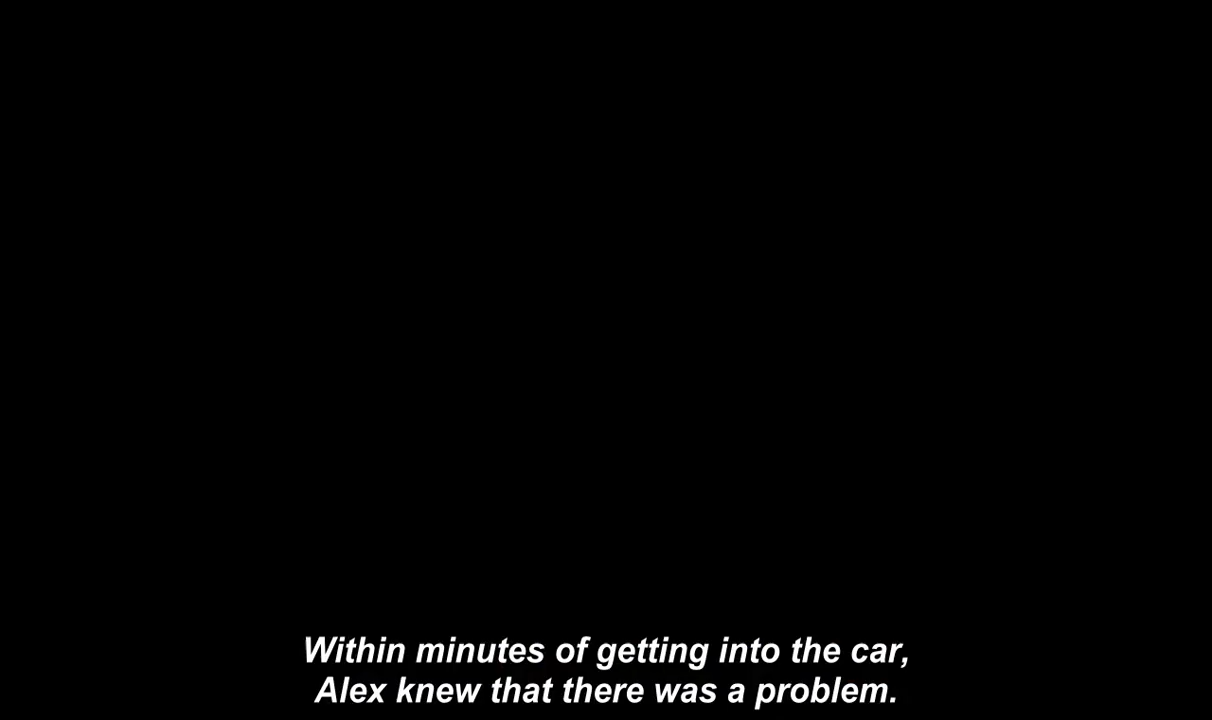 Within minutes of getting into the car,
Alex knew that there was a problem.